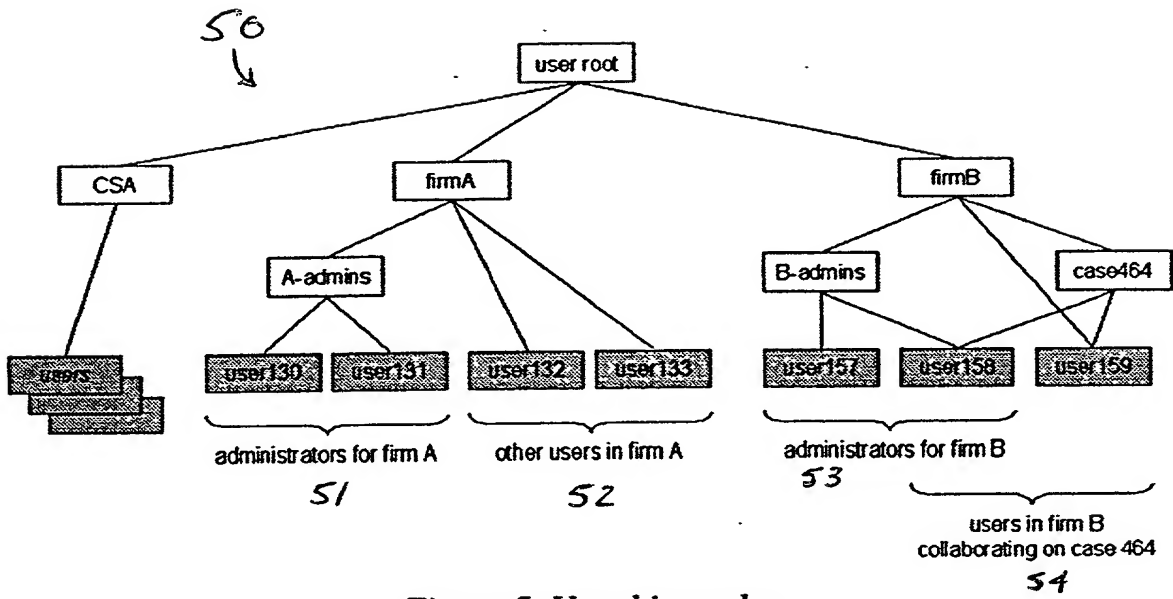 50
user root
CSA
firmA
firmB
A-admins
B-admins
case464
users
user130
user131
user132
user133
user157
user158
user159
administrators for firm A
other users in firm A
administrators for firm B
51
52
53
users in firm B
collaborating on case 464
54